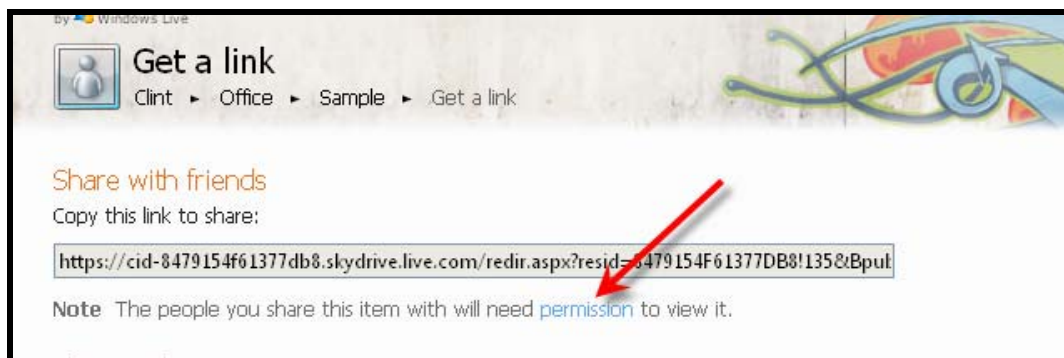 by Windows Live
Get a link
Clint ► Office ► Sample ► Get a link
Share with friends
Copy this link to share:
https://cid-8479154f61377db8.skydrive.live.com/redir.aspx?resid=8479154F61377DB8!135&Bpub
Note The people you share this item with will need permission to view it.